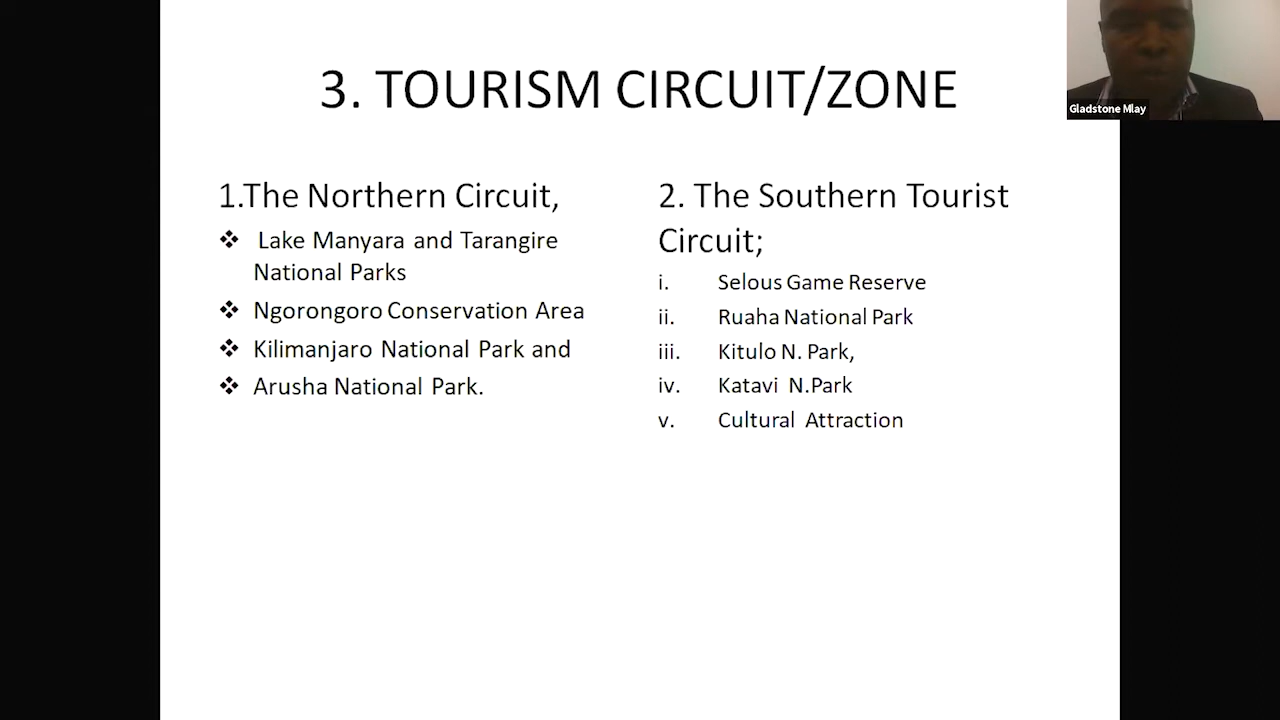 3. TOURISM CIRCUIT/ZONE
Gladstone Mlay
1.The Northern Circuit,
❖ Lake Manyara and Tarangire
National Parks
❖ Ngorongoro Conservation Area
❖ Kilimanjaro National Park and
❖ Arusha National Park.
2. The Southern Tourist
Circuit;
i. Selous Game Reserve
ii. Ruaha National Park
iii. Kitulo N. Park,
iv. Katavi N.Park
v. Cultural Attraction